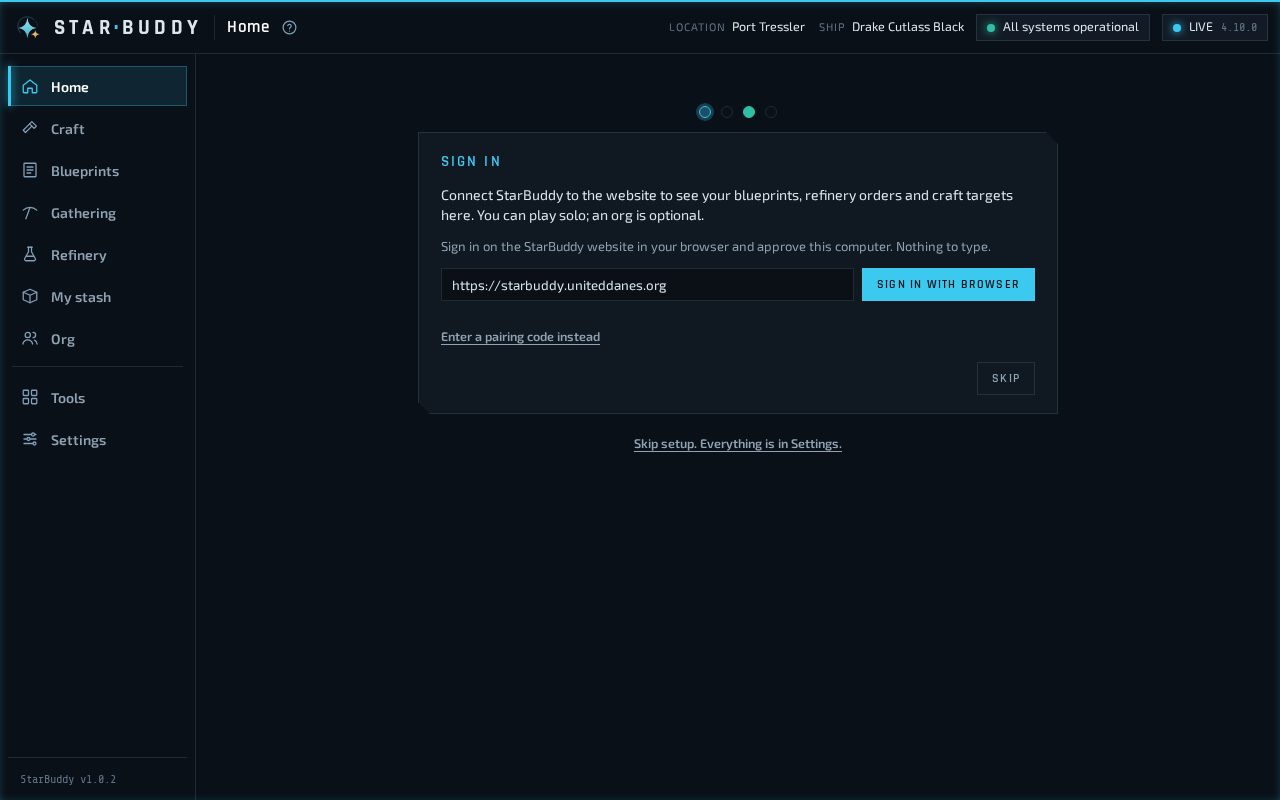 STAR·BUDDY
Home
LOCATION Port Tressler SHIP Drake Cutlass Black
All systems operational
LIVE 4.10.0
Home
Craft
Blueprints
Gathering
Refinery
My stash
Org
Tools
Settings
StarBuddy v1.0.2
SIGN IN
Connect StarBuddy to the website to see your blueprints, refinery orders and craft targets
here. You can play solo; an org is optional.
Sign in on the StarBuddy website in your browser and approve this computer. Nothing to type.
https://starbuddy.uniteddanes.org
SIGN IN WITH BROWSER
Enter a pairing code instead
SKIP
Skip setup. Everything is in Settings.